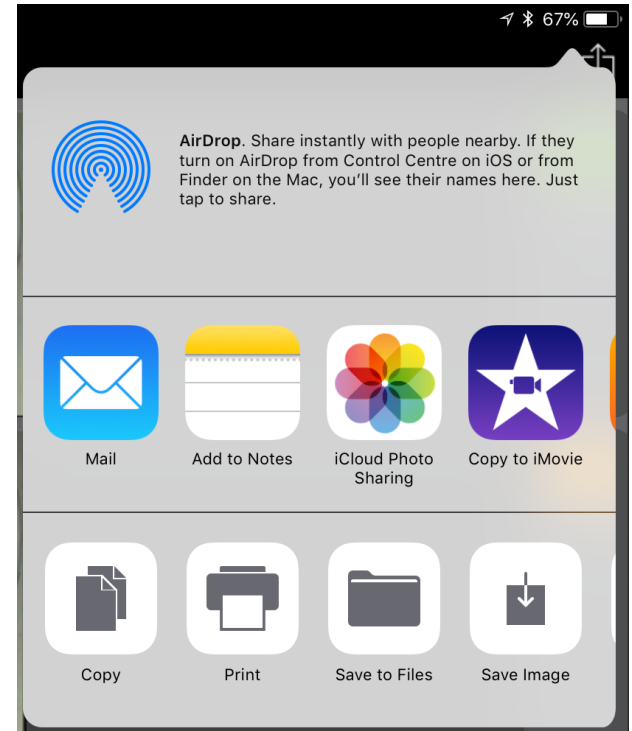 67%
AirDrop. Share instantly with people nearby. If they
turn on AirDrop from Control Centre on iOS or from
Finder on the Mac, you’ll see their names here. Just
tap to share.
Mail
Add to Notes
iCloud Photo
Sharing
Copy to iMovie
Copy
Print
Save to Files
Save Image